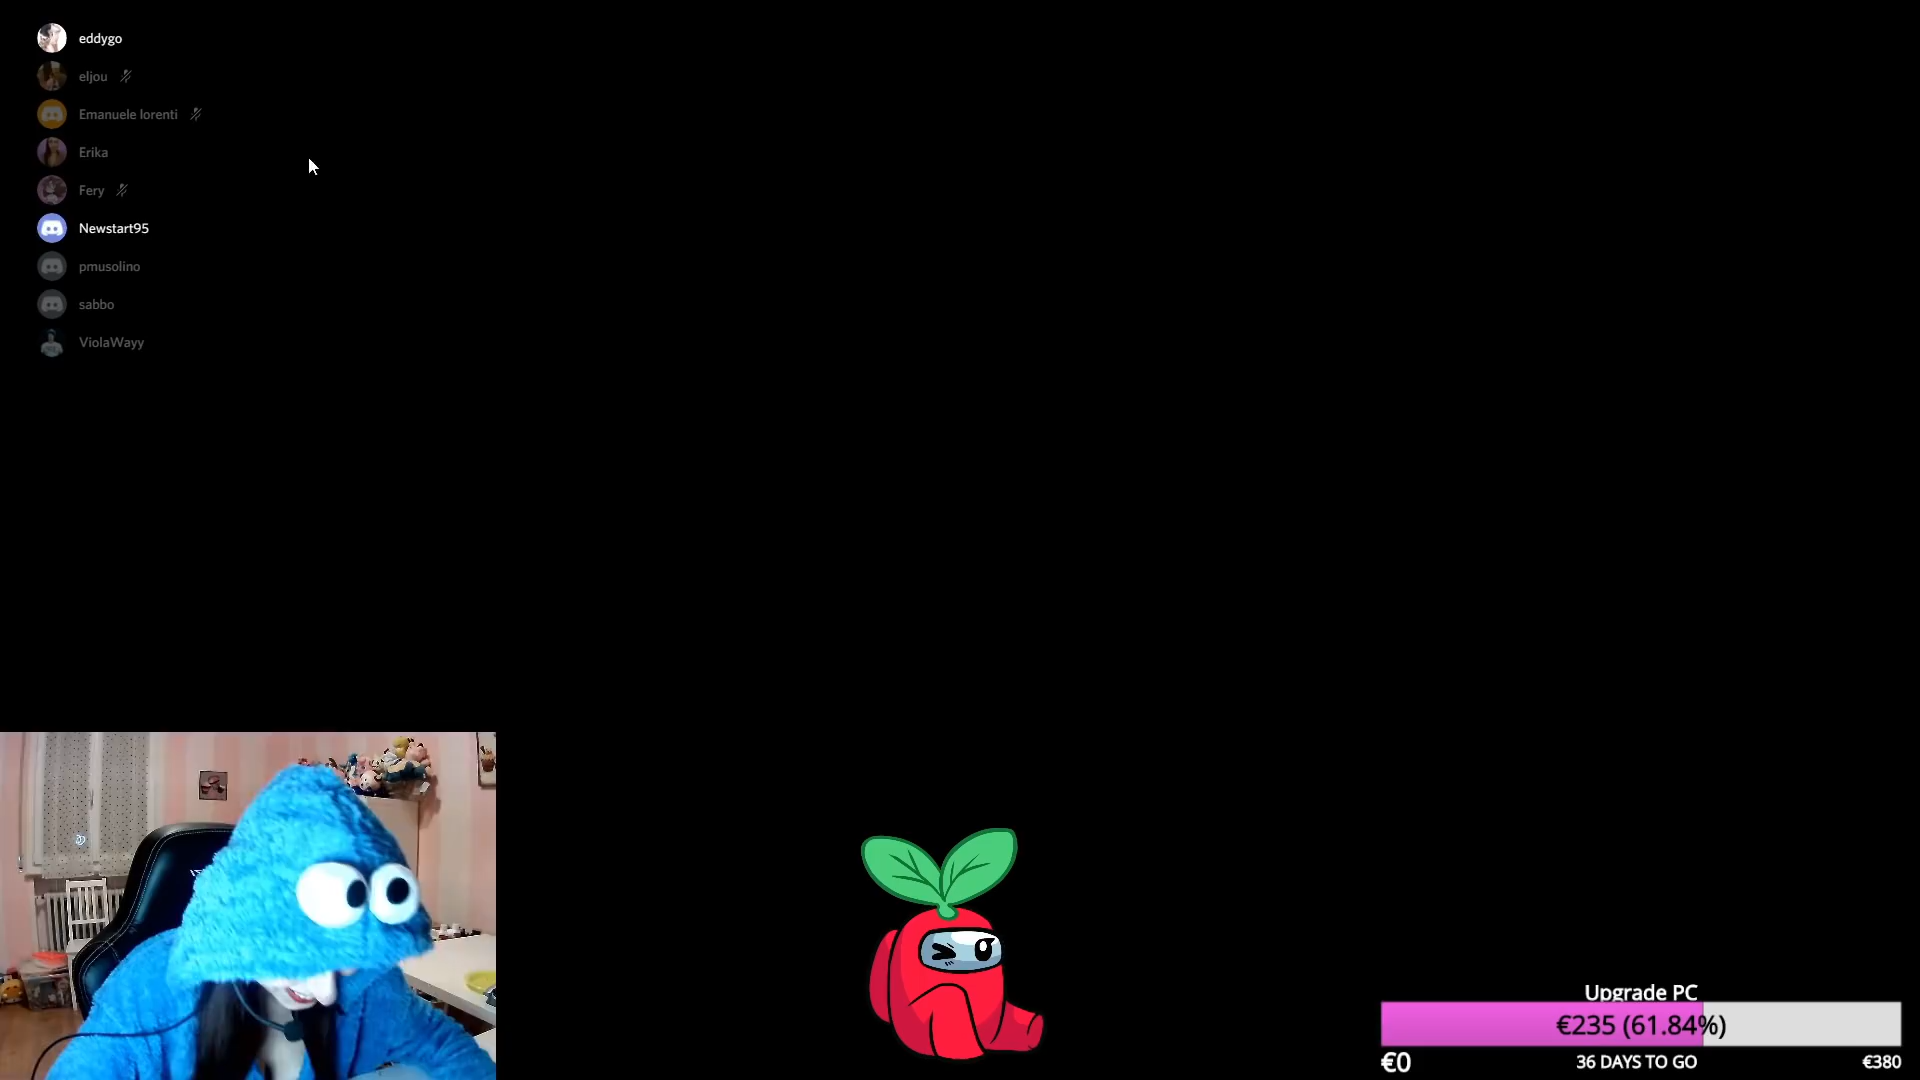 eddygo
eljou
Emanuele lorenti
Erika
Fery
Newstart95
pmusolino
sabbo
ViolaWayy
Upgrade PC
€235 (61.84%)
€0 36 DAYS TO GO €380